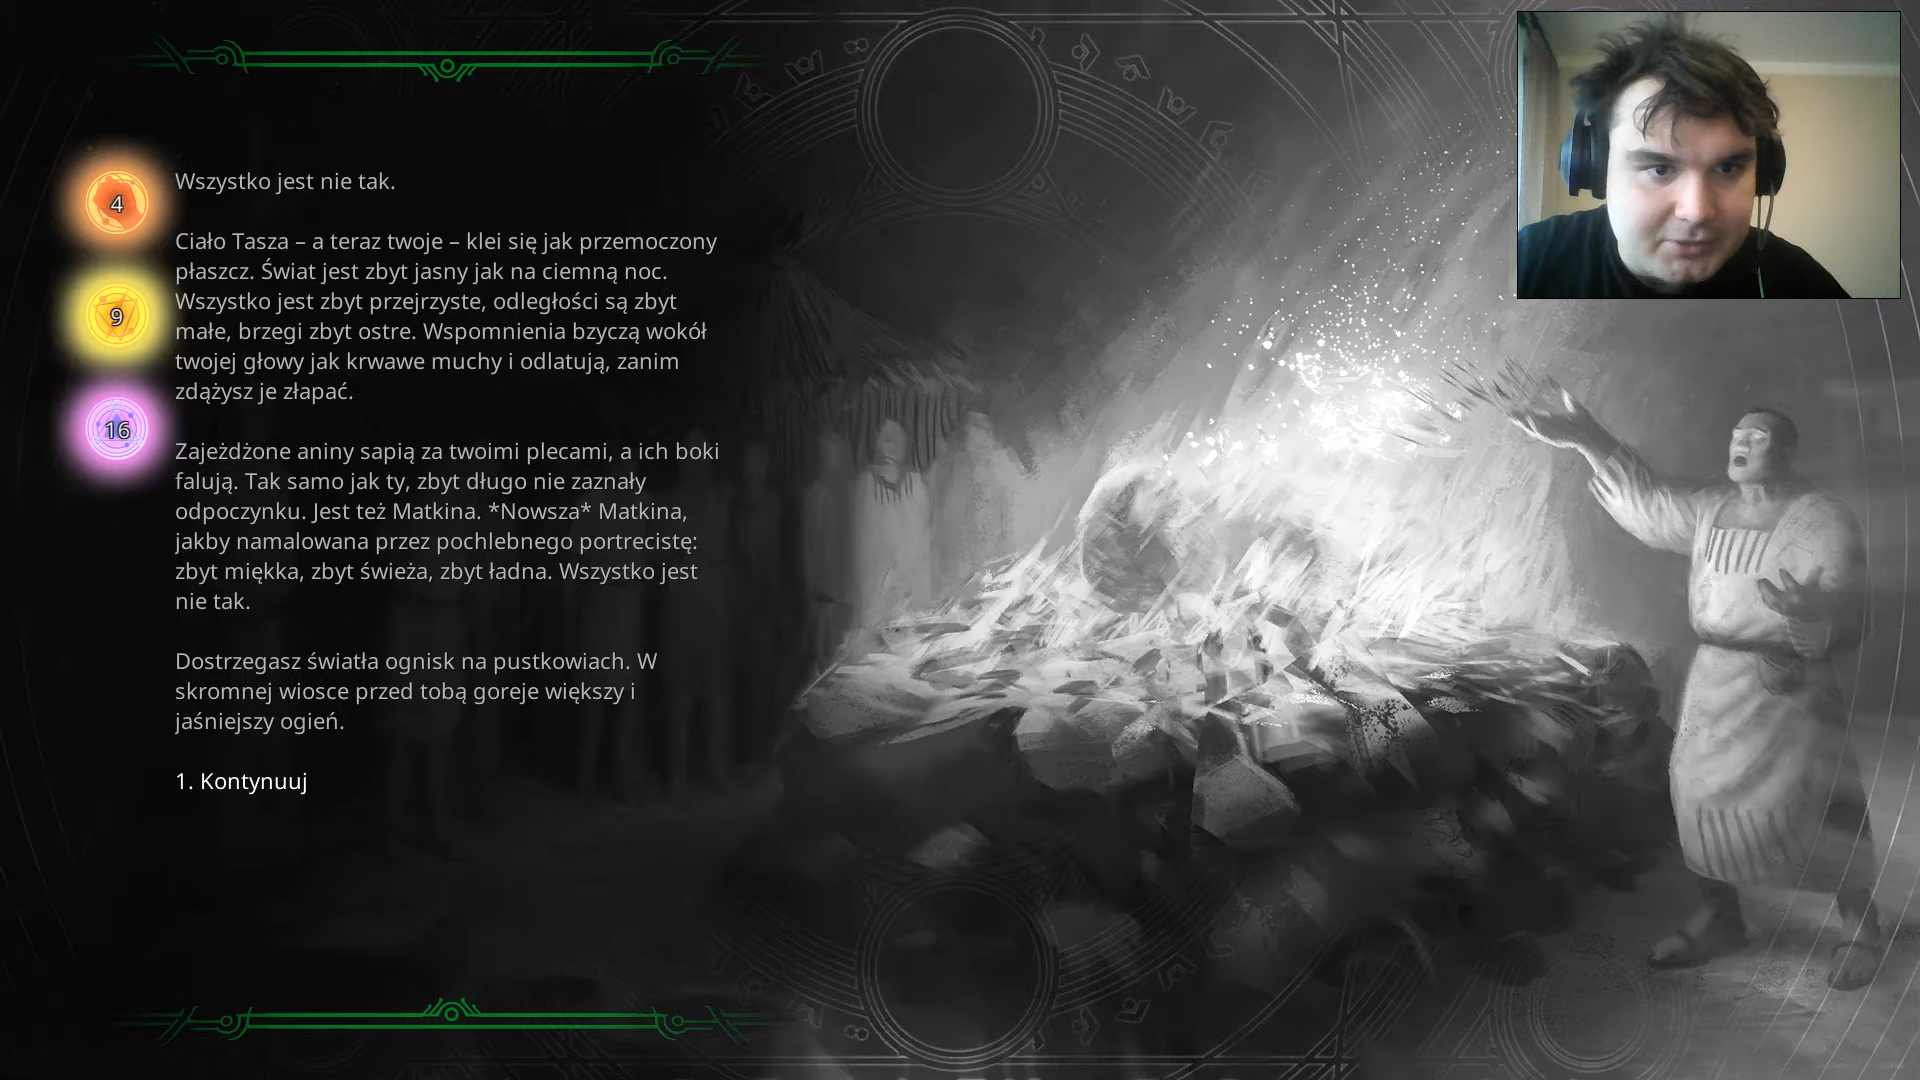 4
9
16
Wszystko jest nie tak.
Ciało Tasza – a teraz twoje – klei się jak przemoczony
płaszcz. Świat jest zbyt jasny jak na ciemną noc.
Wszystko jest zbyt przejrzyste, odległości są zbyt
małe, brzegi zbyt ostre. Wspomnienia bzyczą wokół
twojej głowy jak krwawe muchy i odlatują, zanim
zdążysz je złapać.
Zajeżdżone aniny sapią za twoimi plecami, a ich boki
falują. Tak samo jak ty, zbyt długo nie zaznały
odpoczynku. Jest też Matkina. *Nowsza* Matkina,
jakby namalowana przez pochlebnego portrecistę:
zbyt miękka, zbyt świeża, zbyt ładna. Wszystko jest
nie tak.
Dostrzegasz światła ognisk na pustkowiach. W
skromnej wiosce przed tobą goreje większy i
jaśniejszy ogień.
1. Kontynuuj